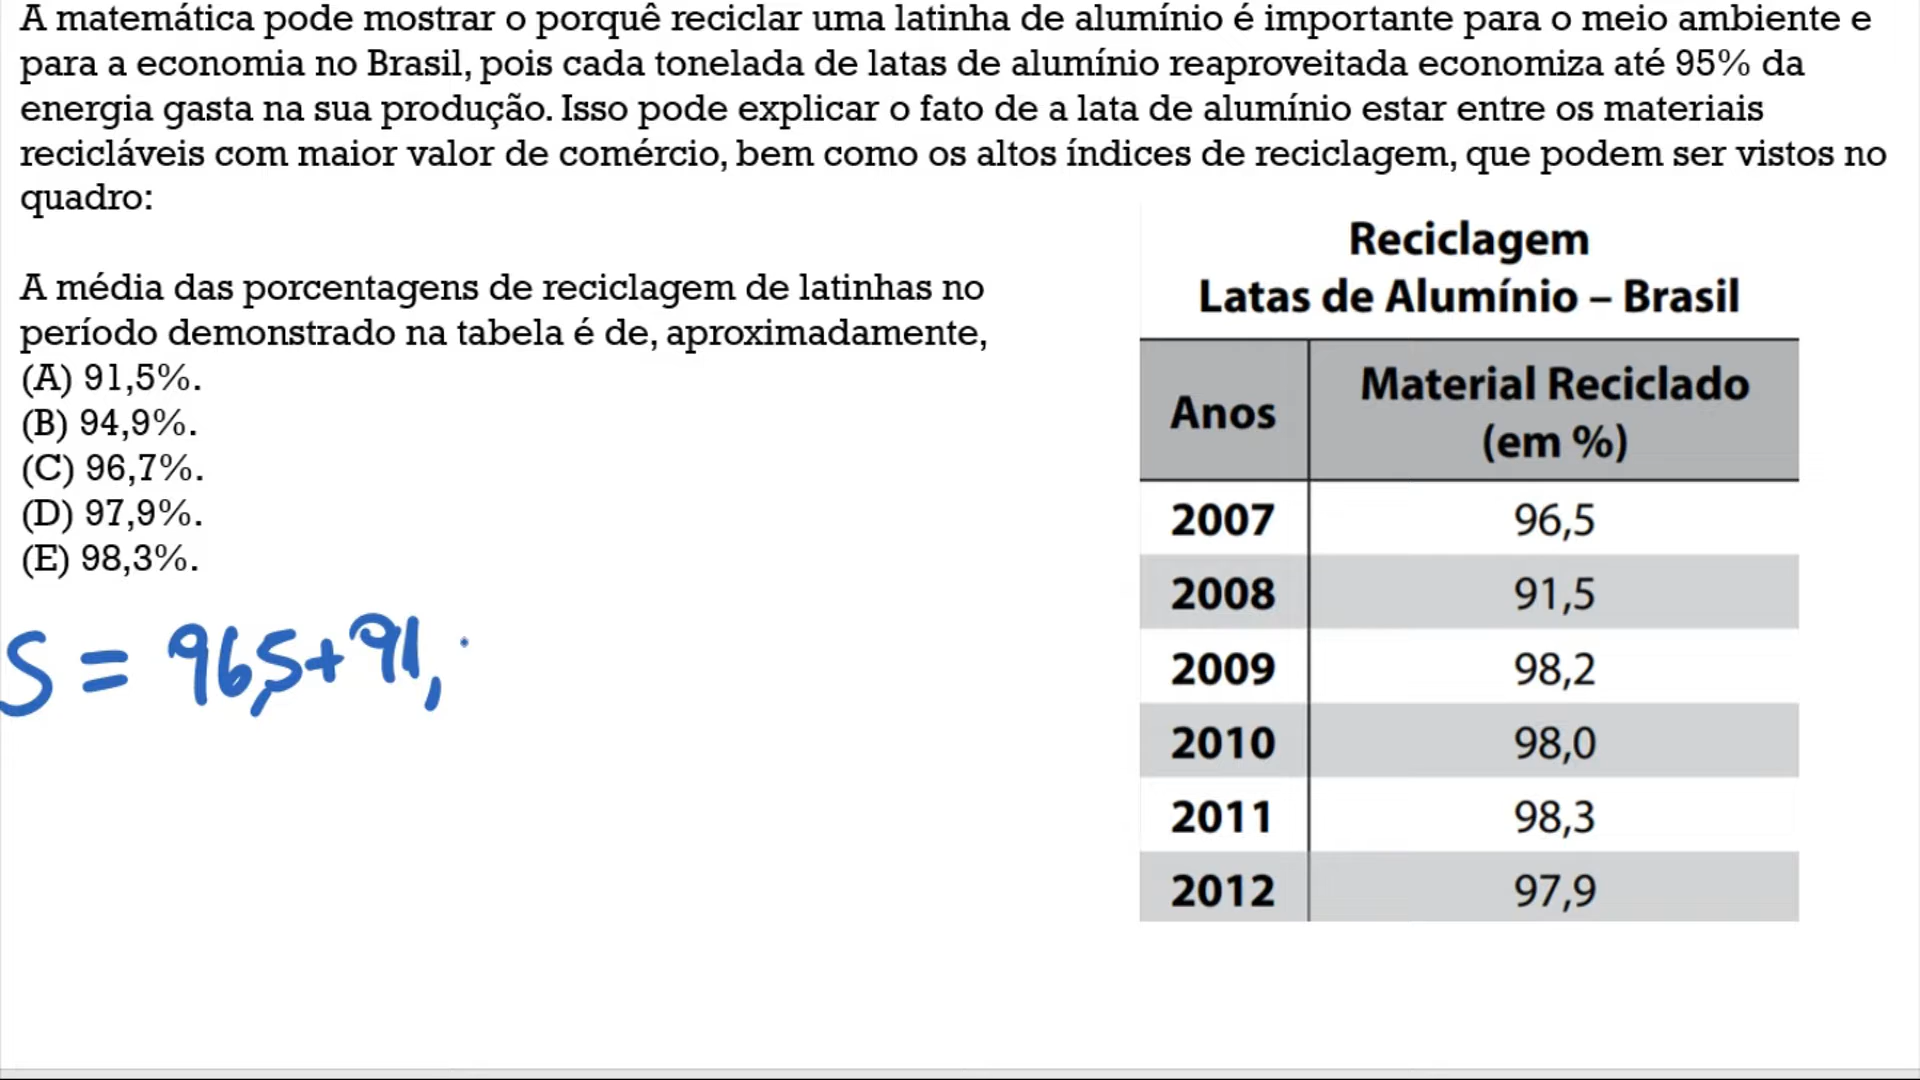 A matemática pode mostrar o porquê reciclar uma latinha de alumínio é importante para o meio ambiente e
para a economia no Brasil, pois cada tonelada de latas de alumínio reaproveitada economiza até 95% da
energia gasta na sua produção. Isso pode explicar o fato de a lata de alumínio estar entre os materiais
recicláveis com maior valor de comércio, bem como os altos índices de reciclagem, que podem ser vistos no
quadro:
A média das porcentagens de reciclagem de latinhas no
período demonstrado na tabela é de, aproximadamente,
(A) 91,5%.
(B) 94,9%.
(C) 96,7%.
(D) 97,9%.
(E) 98,3%.
S = 96,5+91,
Reciclagem
Latas de Alumínio – Brasil
Anos
Material Reciclado
(em %)
2007 96,5
2008 91,5
2009 98,2
2010 98,0
2011 98,3
2012 97,9